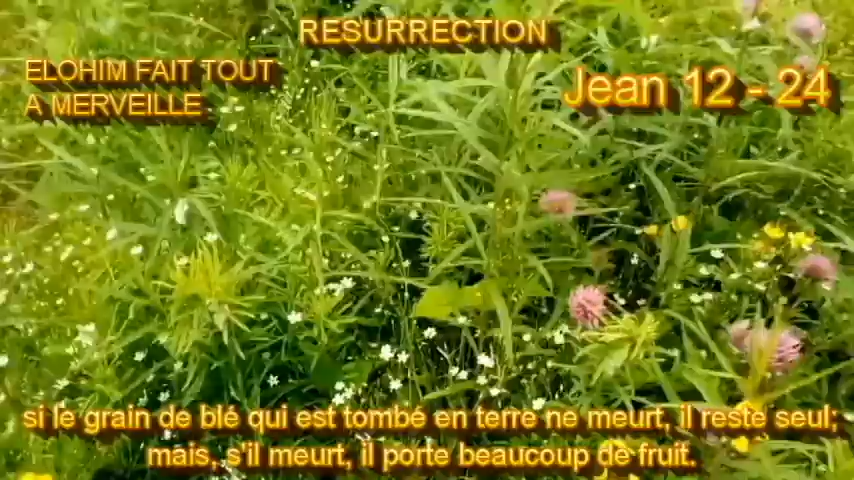 RESURRECTION
ELOHIM FAIT TOUT
A MERVEILLE
Jean 12 - 24
si le grain de blé qui est tombé en terre ne meurt, il reste seul;
mais, s'il meurt, il porte beaucoup de fruit.